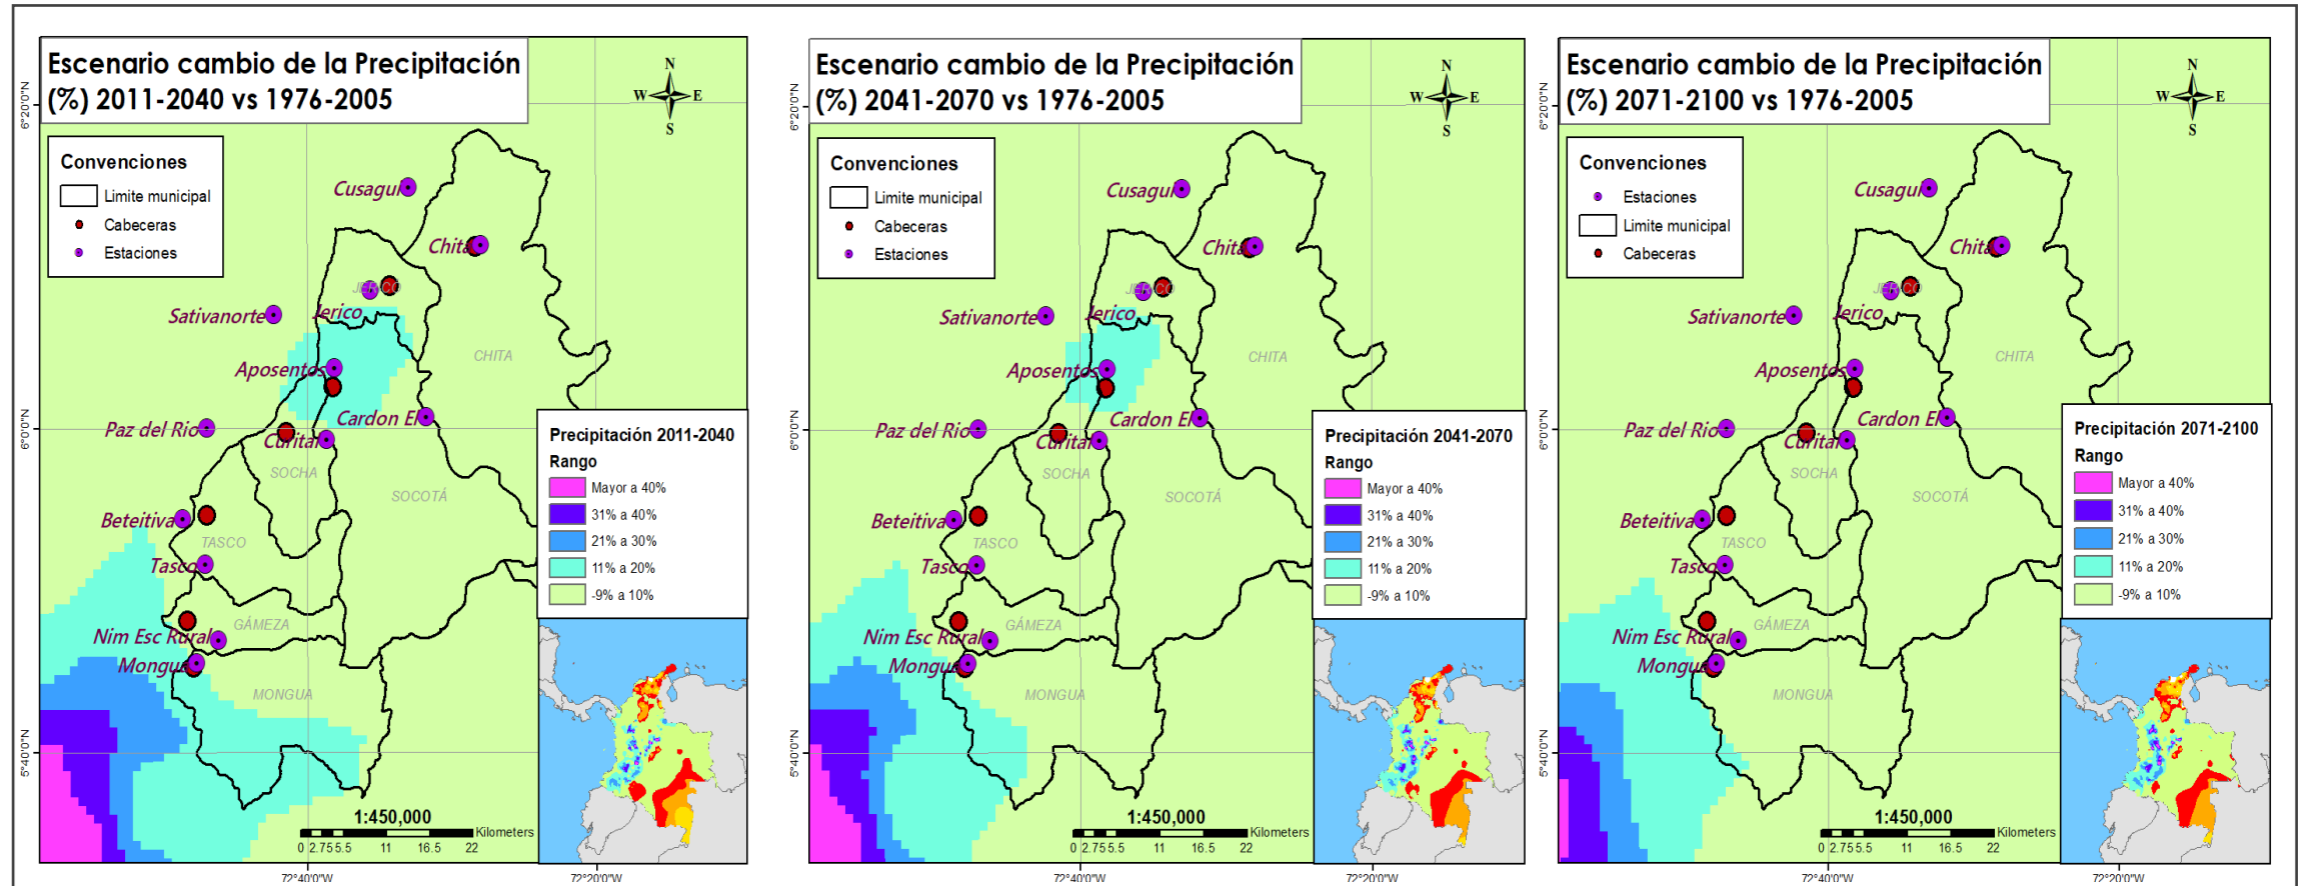 Escenario cambio de la Precipitación
(%) 2011-2040 vs 1976-2005
N
W E
S
6°20'0"N
6°0'0"N
5°40'0"N
Convenciones
Limite municipal
Cabeceras
Estaciones
Cusagui
Chita
JERICÓ
Jerico
Sativanorte
CHITA
Aposentos
Cardon El
Paz del Rio
Curital
SOCHA
SOCOTÁ
Beteitiva
TASCO
Tasco
GÁMEZA
Nim Esc Rural
Mongua
MONGUA
Precipitación 2011-2040
Rango
Mayor a 40%
31% a 40%
21% a 30%
11% a 20%
-9% a 10%
1:450,000
Kilometers
0 2.75 5.5 11 16.5 22
72°40'0"W
72°20'0"W
Escenario cambio de la Precipitación
(%) 2041-2070 vs 1976-2005
N
W E
S
6°20'0"N
6°0'0"N
5°40'0"N
Convenciones
Limite municipal
Cabeceras
Estaciones
Cusagui
Chita
JERICÓ
Jerico
Sativanorte
CHITA
Aposentos
Cardon El
Paz del Rio
Curital
SOCHA
SOCOTÁ
Beteitiva
TASCO
Tasco
GÁMEZA
Nim Esc Rural
Mongua
MONGUA
Precipitación 2041-2070
Rango
Mayor a 40%
31% a 40%
21% a 30%
11% a 20%
-9% a 10%
1:450,000
Kilometers
0 2.75 5.5 11 16.5 22
72°40'0"W
72°20'0"W
Escenario cambio de la Precipitación
(%) 2071-2100 vs 1976-2005
N
W E
S
6°20'0"N
6°0'0"N
5°40'0"N
Convenciones
Estaciones
Limite municipal
Cabeceras
Cusagui
Chita
JERICÓ
Jerico
Sativanorte
CHITA
Aposentos
Cardon El
Paz del Rio
Curital
SOCHA
SOCOTÁ
Beteitiva
TASCO
Tasco
GÁMEZA
Nim Esc Rural
Mongua
MONGUA
Precipitación 2071-2100
Rango
Mayor a 40%
31% a 40%
21% a 30%
11% a 20%
-9% a 10%
1:450,000
Kilometers
0 2.75 5.5 11 16.5 22
72°40'0"W
72°20'0"W